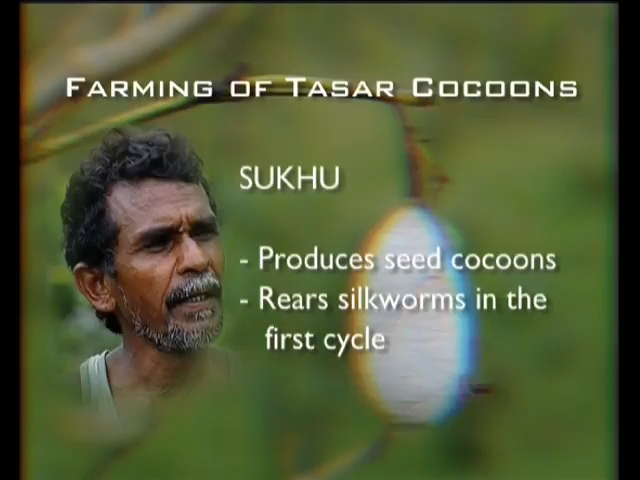 FARMING OF TASAR COCOONS
SUKHU
- Produces seed cocoons
- Rears silkworms in the
first cycle